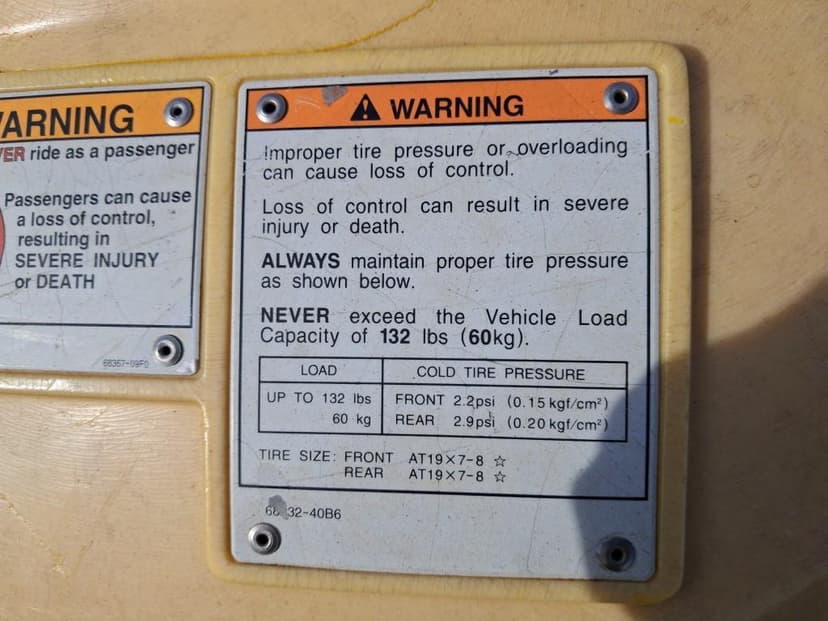 WARNING
Improper tire pressure or overloading
can cause loss of control.
Loss of control can result in severe
injury or death.
ALWAYS maintain proper tire pressure
as shown below.
NEVER exceed the Vehicle Load
Capacity of 132 lbs (60kg).
LOAD COLD TIRE PRESSURE
UP TO 132 lbs FRONT 2.2psi (0.15 kgf/cm²)
60 kg REAR 2.9psi (0.20 kgf/cm²)
TIRE SIZE: FRONT AT19×7-8 ☆
REAR AT19×7-8 ☆
32-40B6
ride as a passenger
Passengers can cause
a loss of control,
resulting in
SEVERE INJURY
or DEATH
68367-09F0